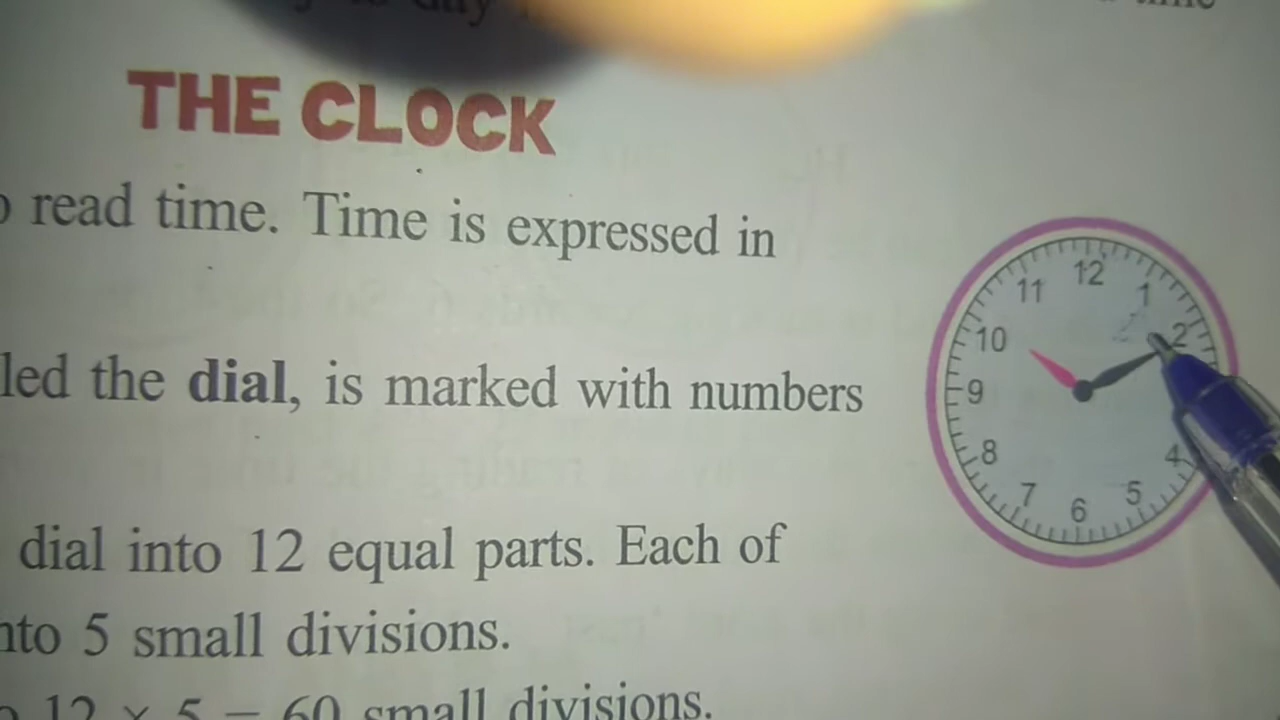 day
THE CLOCK
read time. Time is expressed in
the dial, is marked with numbers
dial into 12 equal parts. Each of
5 small divisions.
12 × 5 = 60 small divisions.
12
1
2
4
5
6
7
8
9
10
11